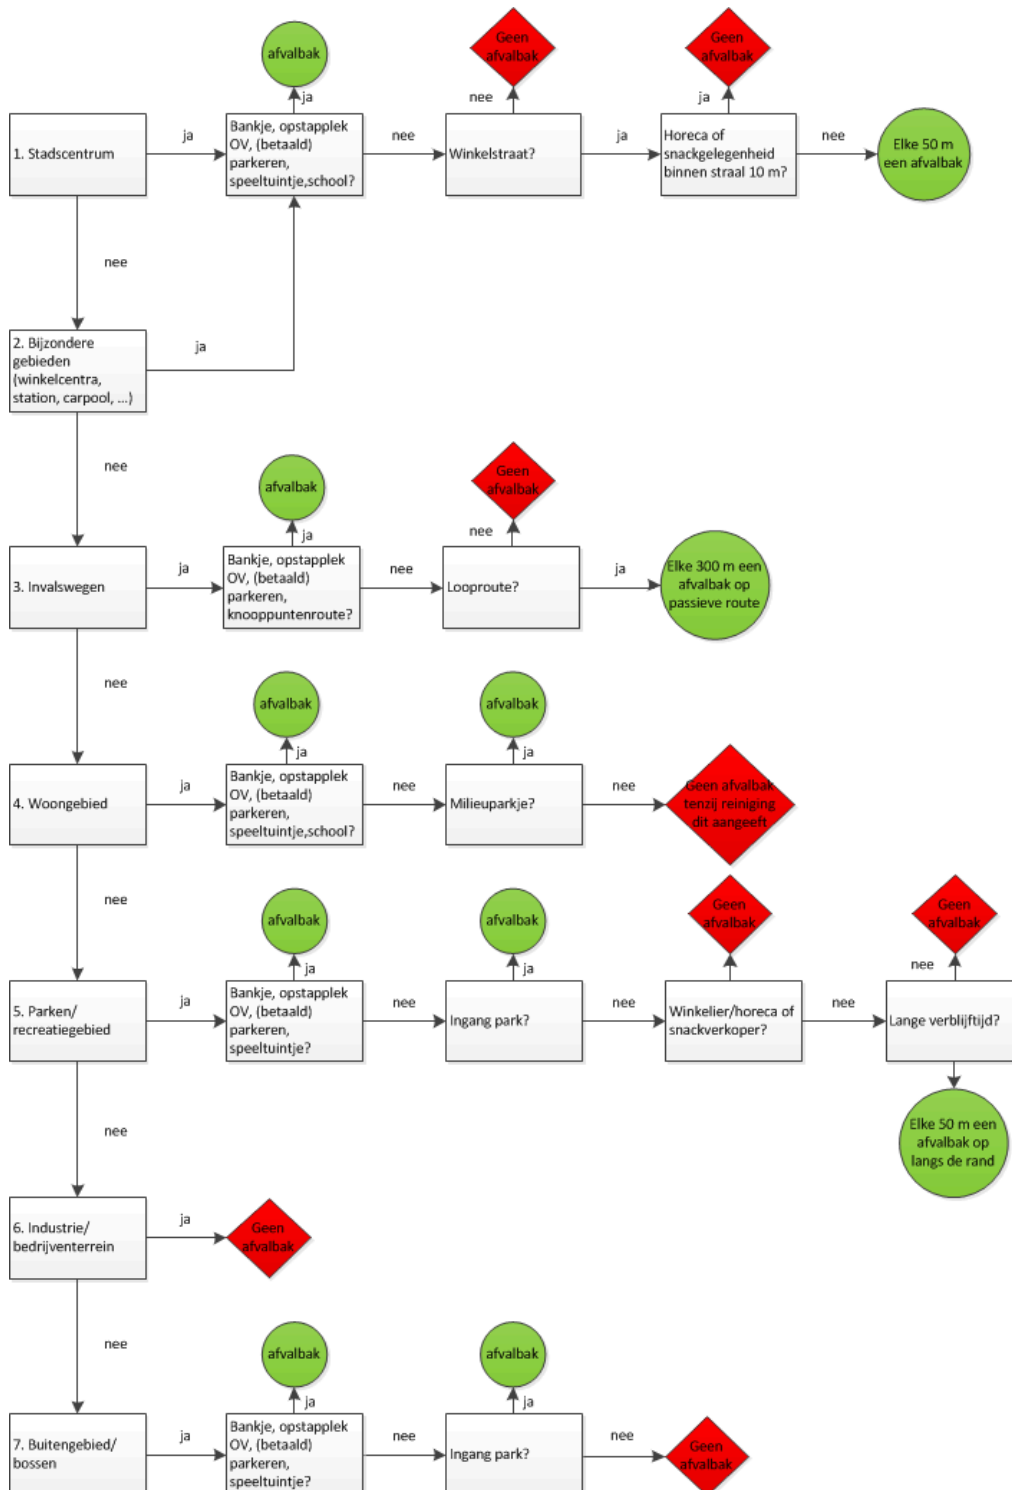 afvalbak
Geen
afvalbak
Geen
afvalbak
ja
nee
ja
1. Stadscentrum
ja
Bankje, opstapplek
OV, (betaald)
parkeren,
speeltuintje,school?
nee
Winkelstraat?
ja
Horeca of
snackgelegenheid
binnen straal 10 m?
nee
Elke 50 m
een afvalbak
nee
2. Bijzondere
gebieden
(winkelcentra,
station, carpool, ...)
ja
nee
afvalbak
Geen
afvalbak
ja
nee
3. Invalswegen
ja
Bankje, opstapplek
OV, (betaald)
parkeren,
knooppuntenroute?
nee
Looproute?
ja
Elke 300 m een
afvalbak op
passieve route
nee
afvalbak
afvalbak
ja
ja
4. Woongebied
ja
Bankje, opstapplek
OV, (betaald)
parkeren,
speeltuintje,school?
nee
Milieuparkje?
nee
Geen afvalbak
tenzij reiniging
dit aangeeft
nee
afvalbak
afvalbak
Geen
afvalbak
Geen
afvalbak
ja
ja
nee
5. Parken/
recreatiegebied
ja
Bankje, opstapplek
OV, (betaald)
parkeren,
speeltuintje?
nee
Ingang park?
nee
Winkelier/horeca of
snackverkoper?
nee
Lange verblijftijd?
Elke 50 m een
afvalbak op
langs de rand
nee
6. Industrie/
bedrijventerrein
ja
Geen
afvalbak
nee
afvalbak
afvalbak
ja
ja
7. Buitengebied/
bossen
ja
Bankje, opstapplek
OV, (betaald)
parkeren,
speeltuintje?
nee
Ingang park?
nee
Geen
afvalbak